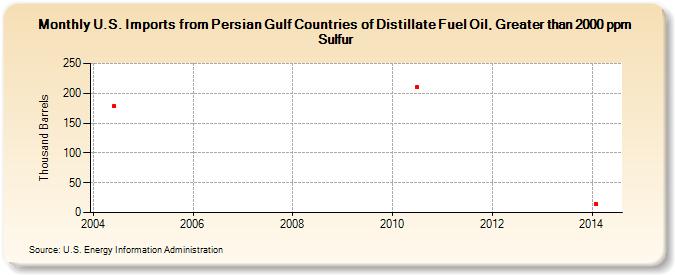 Monthly U.S. Imports from Persian Gulf Countries of Distillate Fuel Oil, Greater than 2000 ppm
Sulfur
Thousand Barrels
250
200
150
100
50
0
2004 2006 2008 2010 2012 2014
Source: U.S. Energy Information Administration